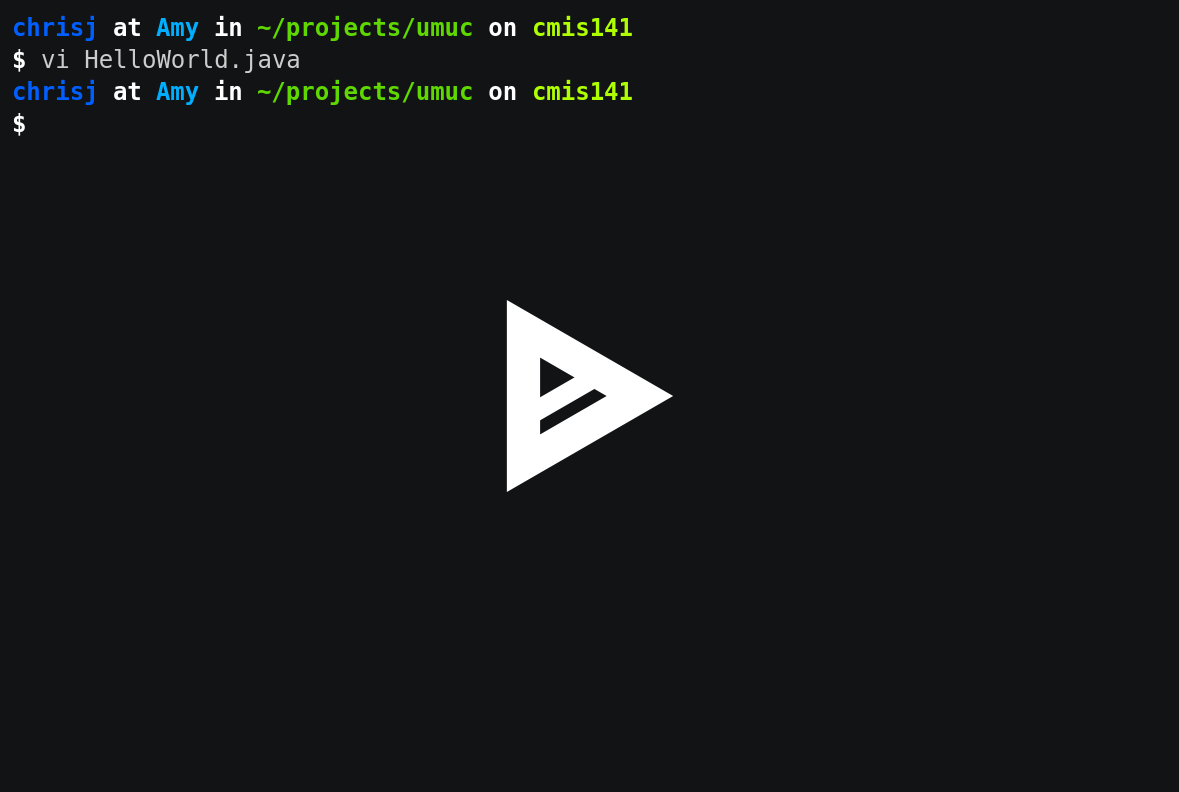 chrisj at Amy in ~/projects/umuc on cmis141
$ vi HelloWorld.java
chrisj at Amy in ~/projects/umuc on cmis141
$